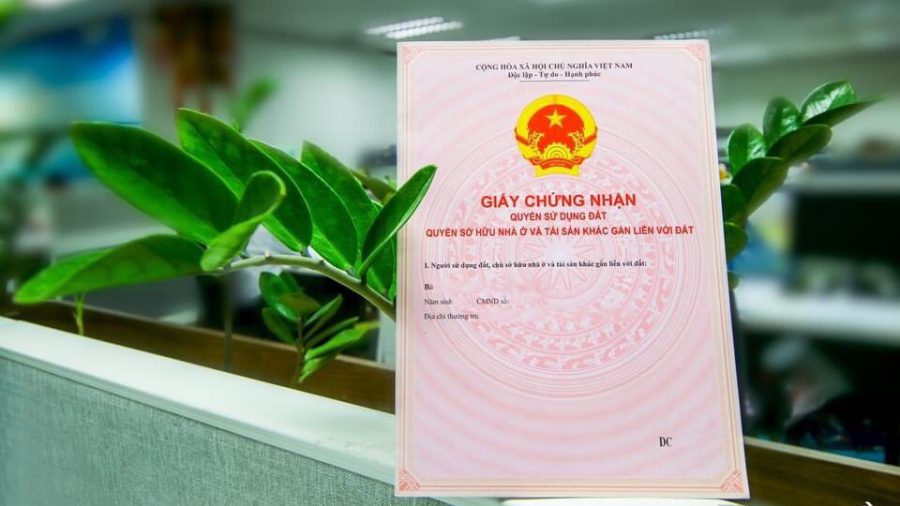 CỘNG HÒA XÃ HỘI CHỦ NGHĨA VIỆT NAM
Độc lập - Tự do - Hạnh phúc
GIẤY CHỨNG NHẬN
QUYỀN SỬ DỤNG ĐẤT
QUYỀN SỞ HỮU NHÀ Ở VÀ TÀI SẢN KHÁC GẮN LIỀN VỚI ĐẤT
I. Người sử dụng đất, chủ sở hữu nhà ở và tài sản khác gắn liền với đất:
Bà
Năm sinh CMND số:
Địa chỉ thường trú
DC